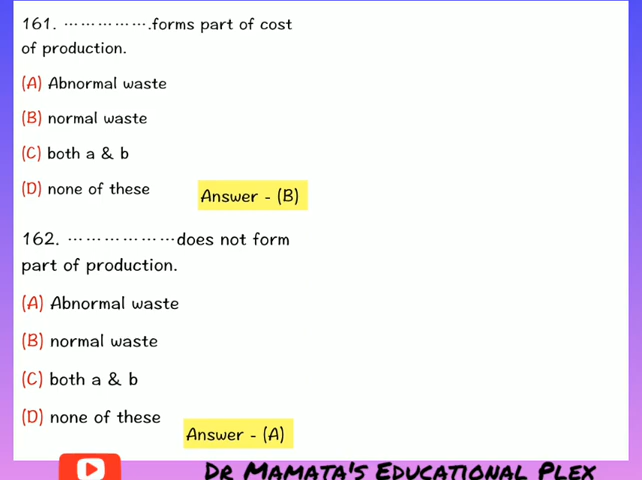 161. ……………..forms part of cost
of production.
(A) Abnormal waste
(B) normal waste
(C) both a & b
(D) none of these
Answer - (B)
162. ………………does not form
part of production.
(A) Abnormal waste
(B) normal waste
(C) both a & b
(D) none of these
Answer - (A)
DR MAMATA'S EDUCATIONAL PLEX